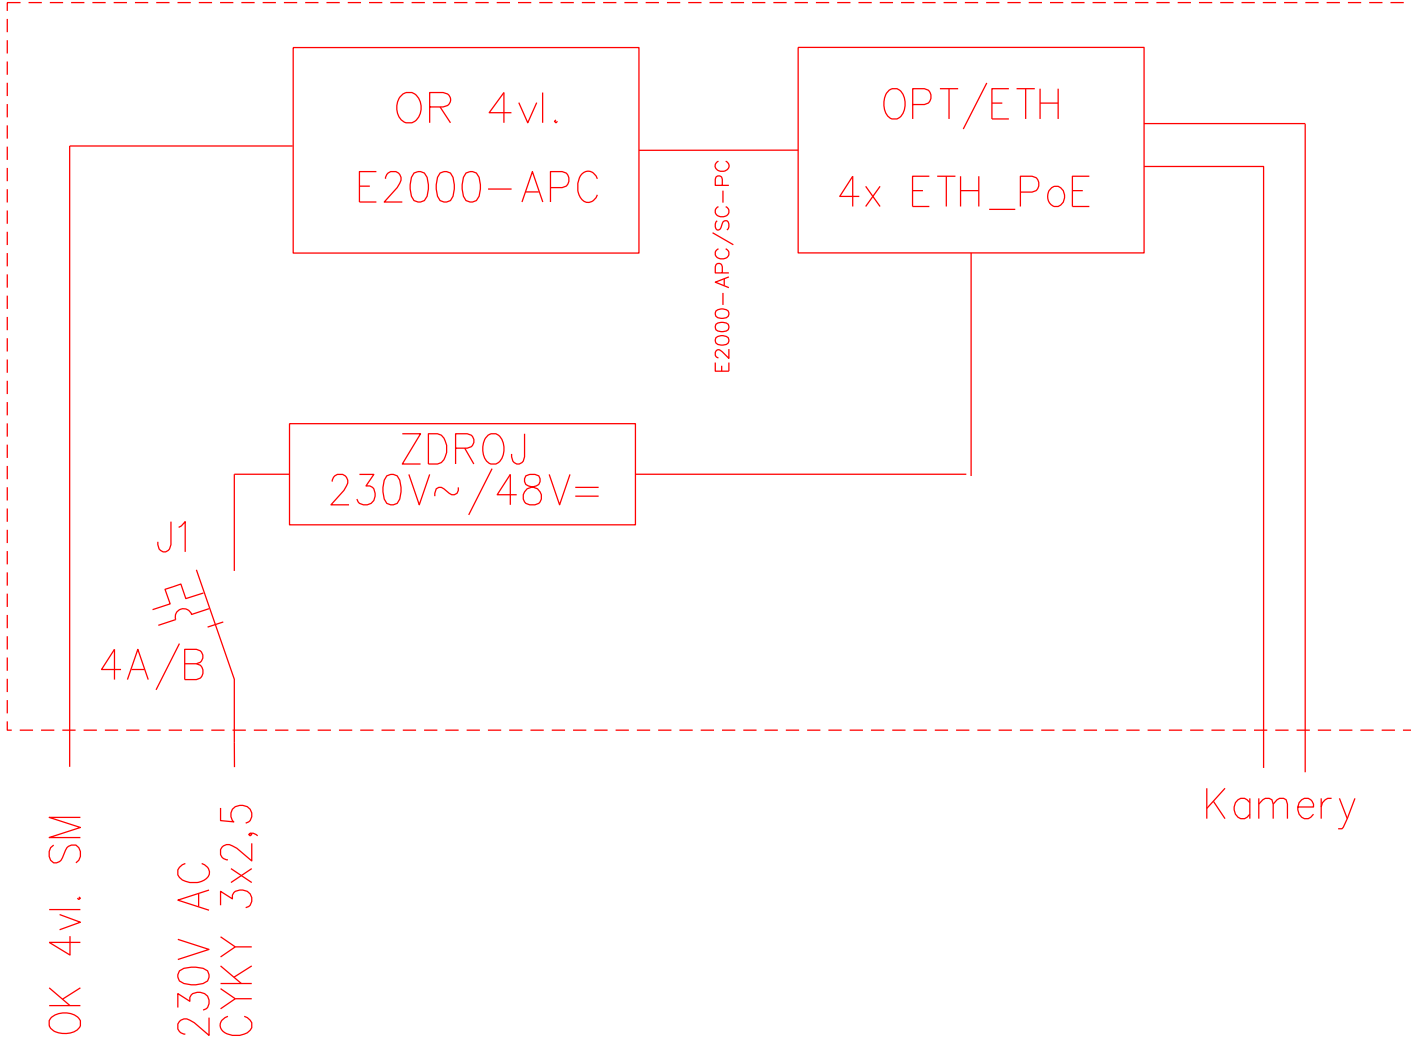 OR 4vl.
E2000-APC
OPT/ETH
4x ETH_PoE
E2000-APC/SC-PC
ZDROJ
230V~/48V=
J1
4A/B
Kamery
OK 4vl. SM
230V AC
CYKY 3x2,5